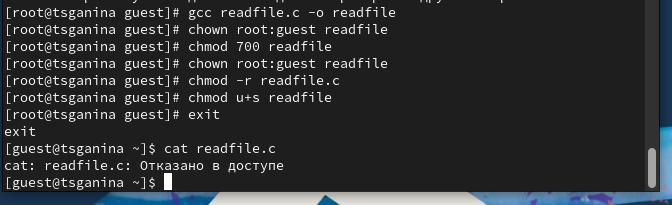 [root@tsganina guest]# gcc readfile.c -o readfile
[root@tsganina guest]# chown root:guest readfile
[root@tsganina guest]# chmod 700 readfile
[root@tsganina guest]# chown root:guest readfile
[root@tsganina guest]# chmod -r readfile.c
[root@tsganina guest]# chmod u+s readfile
[root@tsganina guest]# exit
exit
[guest@tsganina ~]$ cat readfile.c
cat: readfile.c: Отказано в доступе
[guest@tsganina ~]$